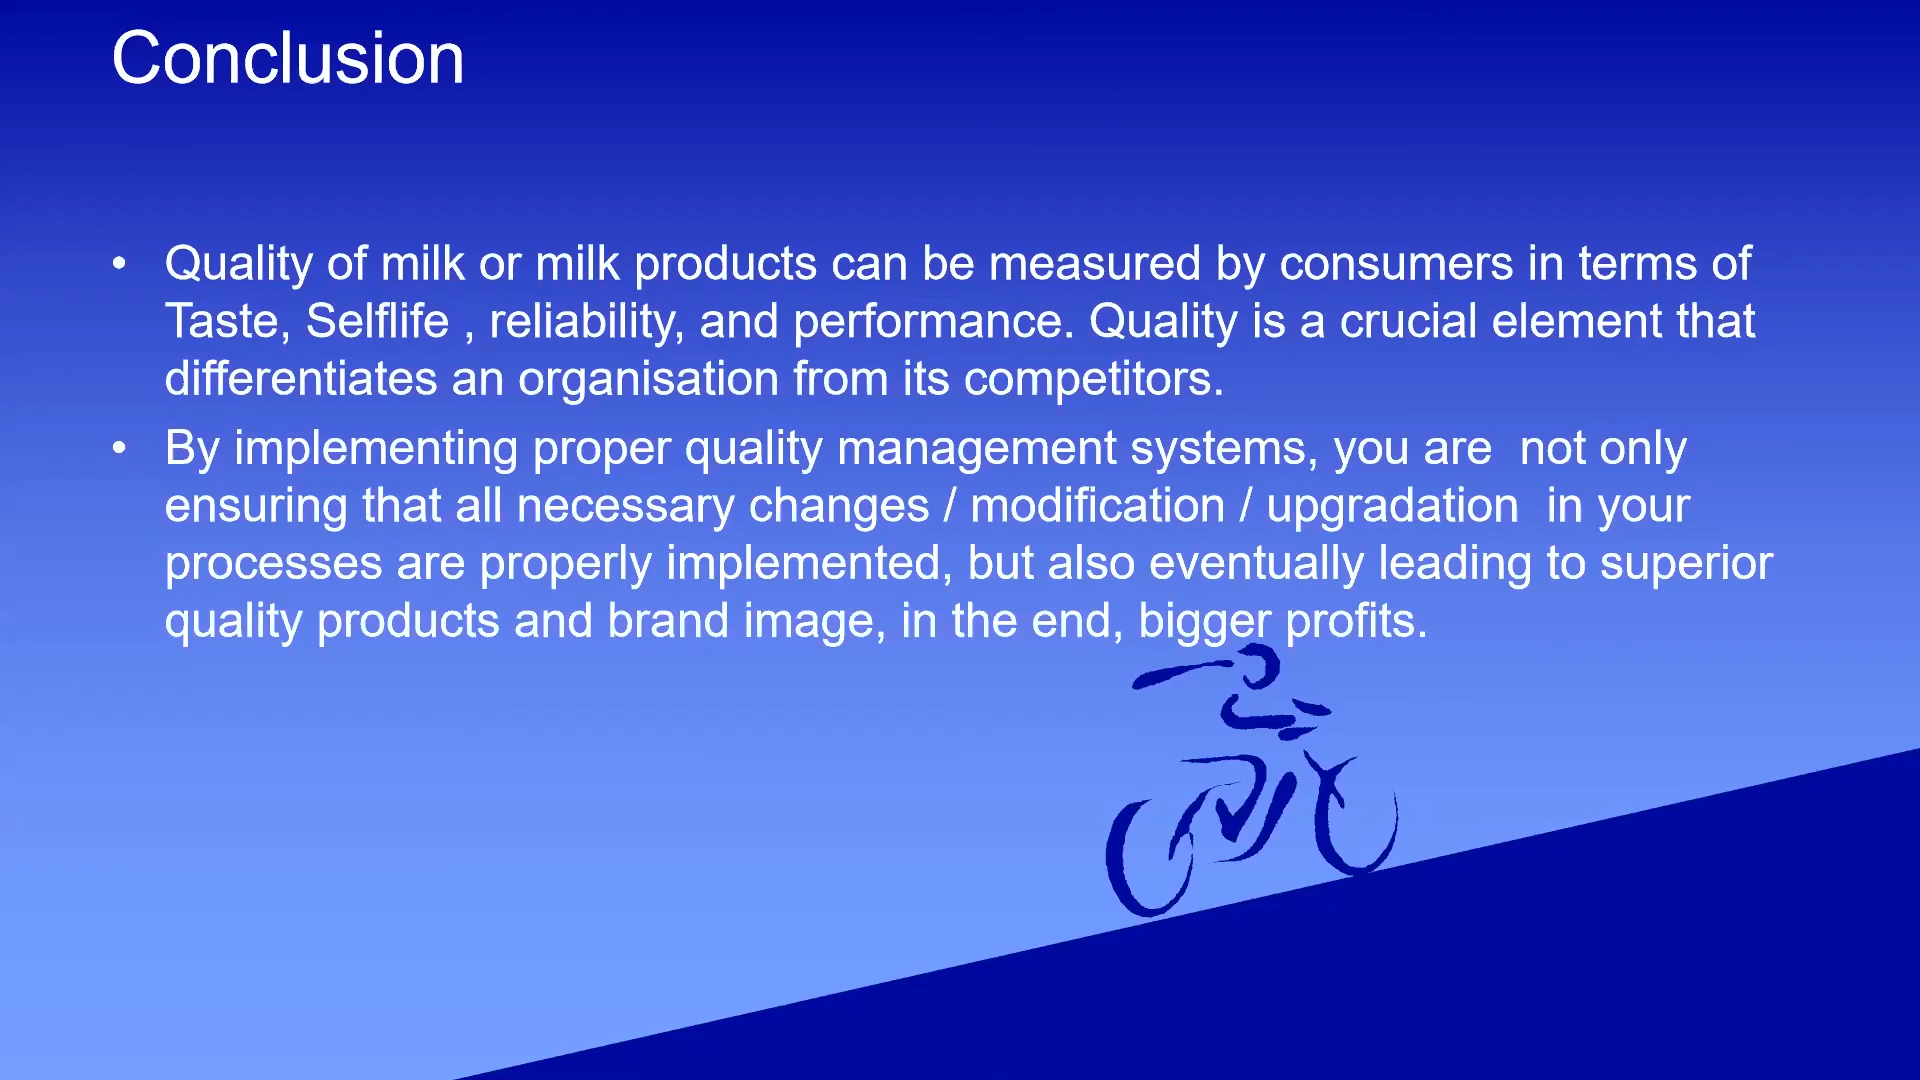 Conclusion
• Quality of milk or milk products can be measured by consumers in terms of
Taste, Selflife , reliability, and performance. Quality is a crucial element that
differentiates an organisation from its competitors.
• By implementing proper quality management systems, you are  not only
ensuring that all necessary changes / modification / upgradation  in your
processes are properly implemented, but also eventually leading to superior
quality products and brand image, in the end, bigger profits.